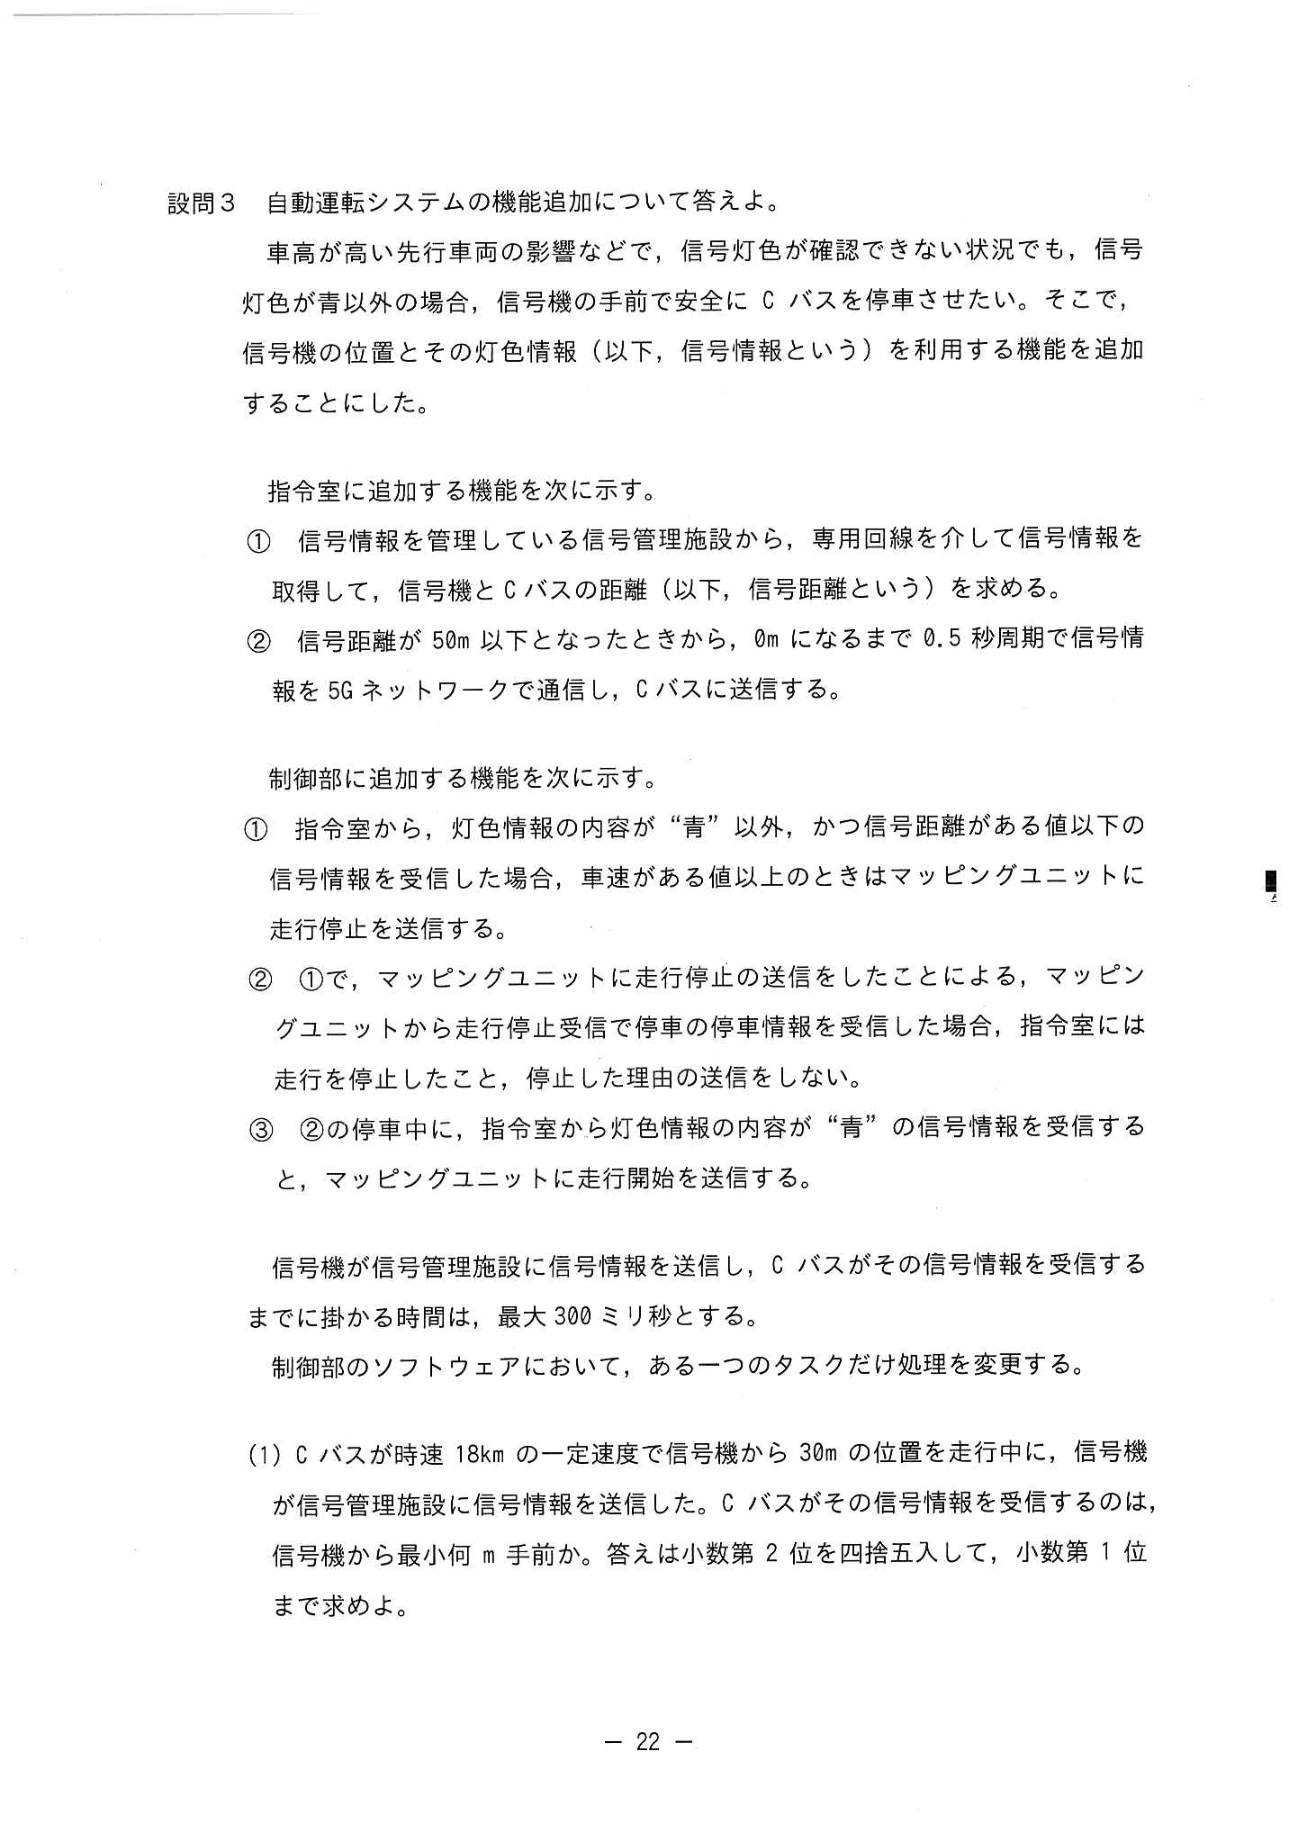 設問３　自動運転システムの機能追加について答えよ。
車高が高い先行車両の影響などで，信号灯色が確認できない状況でも，信号
灯色が青以外の場合，信号機の手前で安全に C バスを停車させたい。そこで，
信号機の位置とその灯色情報（以下，信号情報という）を利用する機能を追加
することにした。
指令室に追加する機能を次に示す。
①　信号情報を管理している信号管理施設から，専用回線を介して信号情報を
取得して，信号機と C バスの距離（以下，信号距離という）を求める。
②　信号距離が 50m 以下となったときから，0m になるまで 0.5 秒周期で信号情
報を 5G ネットワークで通信し，C バスに送信する。
制御部に追加する機能を次に示す。
①　指令室から，灯色情報の内容が“青”以外，かつ信号距離がある値以下の
信号情報を受信した場合，車速がある値以上のときはマッピングユニットに
走行停止を送信する。
②　①で，マッピングユニットに走行停止の送信をしたことによる，マッピン
グユニットから走行停止受信で停車の停車情報を受信した場合，指令室には
走行を停止したこと，停止した理由の送信をしない。
③　②の停車中に，指令室から灯色情報の内容が“青”の信号情報を受信する
と，マッピングユニットに走行開始を送信する。
信号機が信号管理施設に信号情報を送信し，C バスがその信号情報を受信する
までに掛かる時間は，最大 300 ミリ秒とする。
制御部のソフトウェアにおいて，ある一つのタスクだけ処理を変更する。
(1) C バスが時速 18km の一定速度で信号機から 30m の位置を走行中に，信号機
が信号管理施設に信号情報を送信した。C バスがその信号情報を受信するのは，
信号機から最小何 m 手前か。答えは小数第 2 位を四捨五入して，小数第 1 位
まで求めよ。
－ 22 －